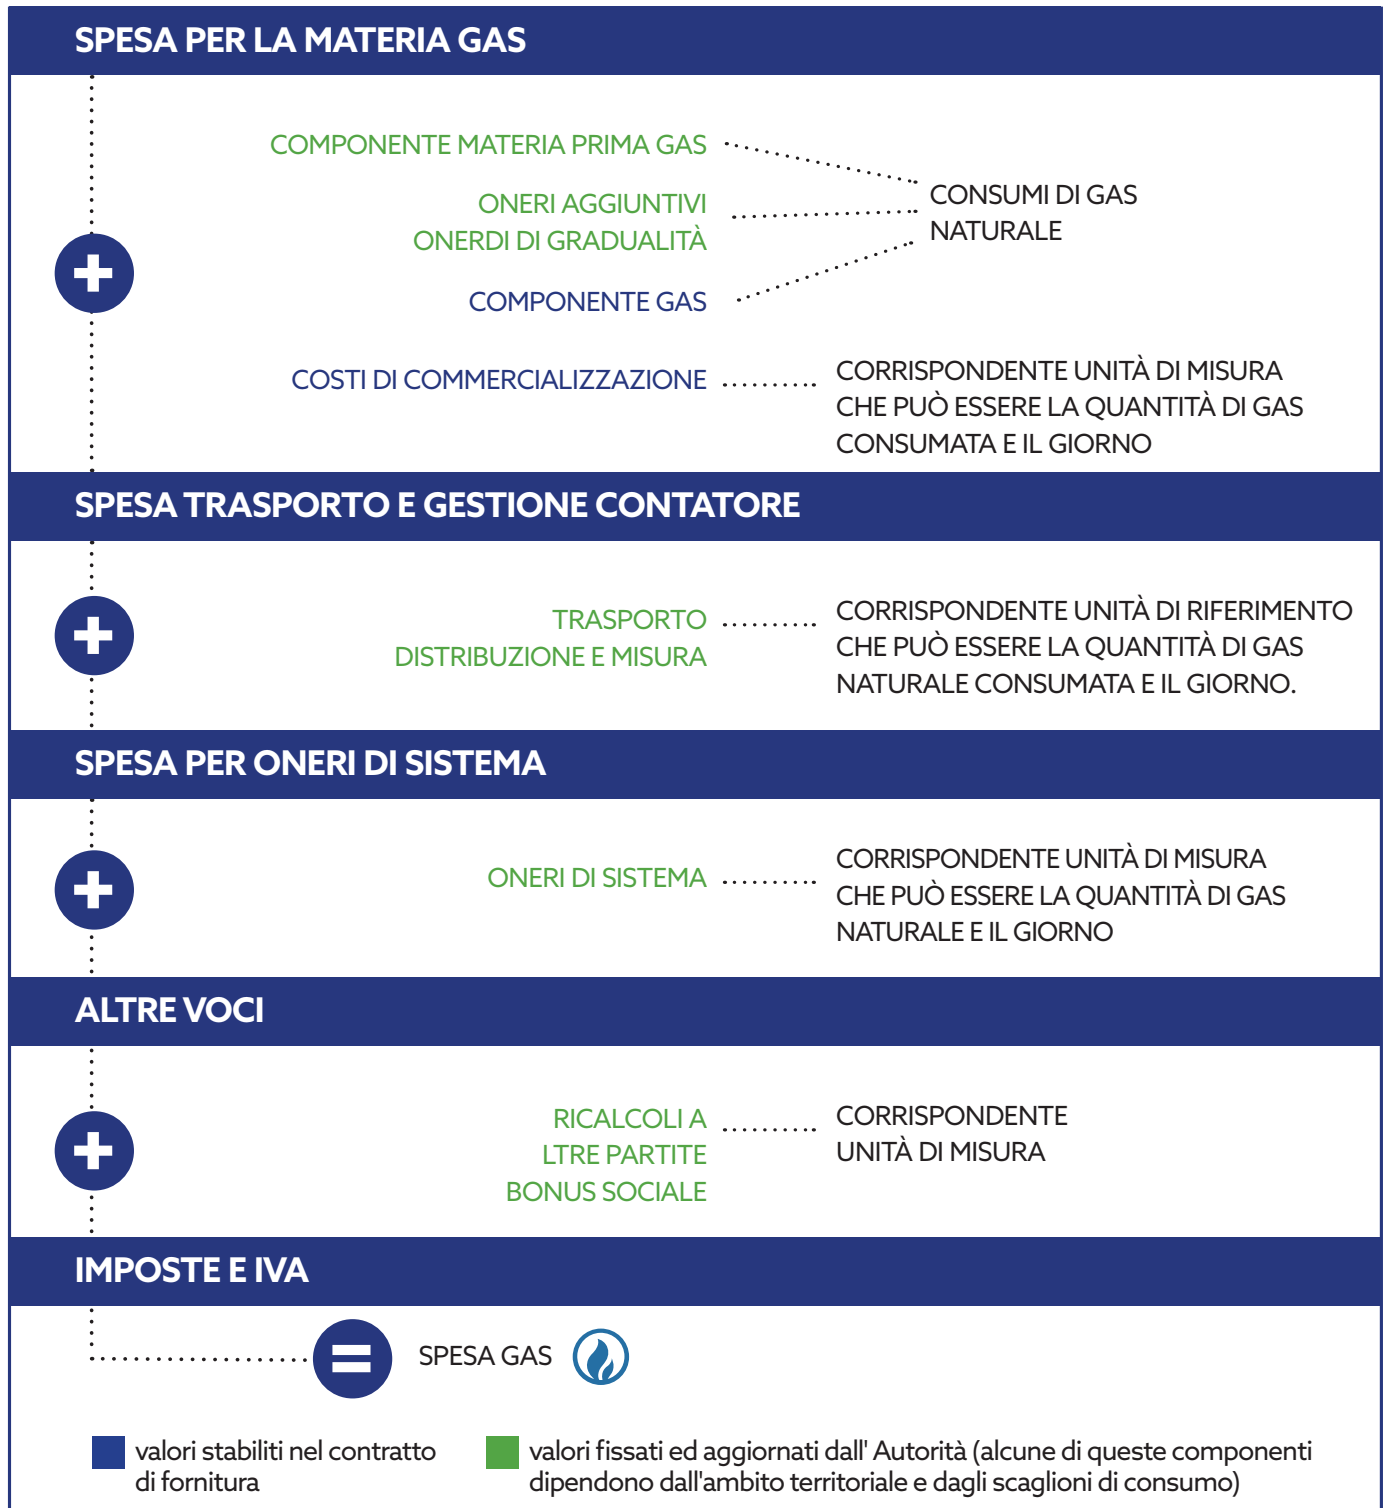 SPESA PER LA MATERIA GAS
COMPONENTE MATERIA PRIMA GAS
ONERI AGGIUNTIVI
ONERDI DI GRADUALITÀ
COMPONENTE GAS
CONSUMI DI GAS
NATURALE
COSTI DI COMMERCIALIZZAZIONE
CORRISPONDENTE UNITÀ DI MISURA
CHE PUÒ ESSERE LA QUANTITÀ DI GAS
CONSUMATA E IL GIORNO
SPESA TRASPORTO E GESTIONE CONTATORE
TRASPORTO
DISTRIBUZIONE E MISURA
CORRISPONDENTE UNITÀ DI RIFERIMENTO
CHE PUÒ ESSERE LA QUANTITÀ DI GAS
NATURALE CONSUMATA E IL GIORNO.
SPESA PER ONERI DI SISTEMA
ONERI DI SISTEMA
CORRISPONDENTE UNITÀ DI MISURA
CHE PUÒ ESSERE LA QUANTITÀ DI GAS
NATURALE E IL GIORNO
ALTRE VOCI
RICALCOLI A
LTRE PARTITE
BONUS SOCIALE
CORRISPONDENTE
UNITÀ DI MISURA
IMPOSTE E IVA
SPESA GAS
valori stabiliti nel contratto
di fornitura
valori fissati ed aggiornati dall' Autorità (alcune di queste componenti
dipendono dall'ambito territoriale e dagli scaglioni di consumo)